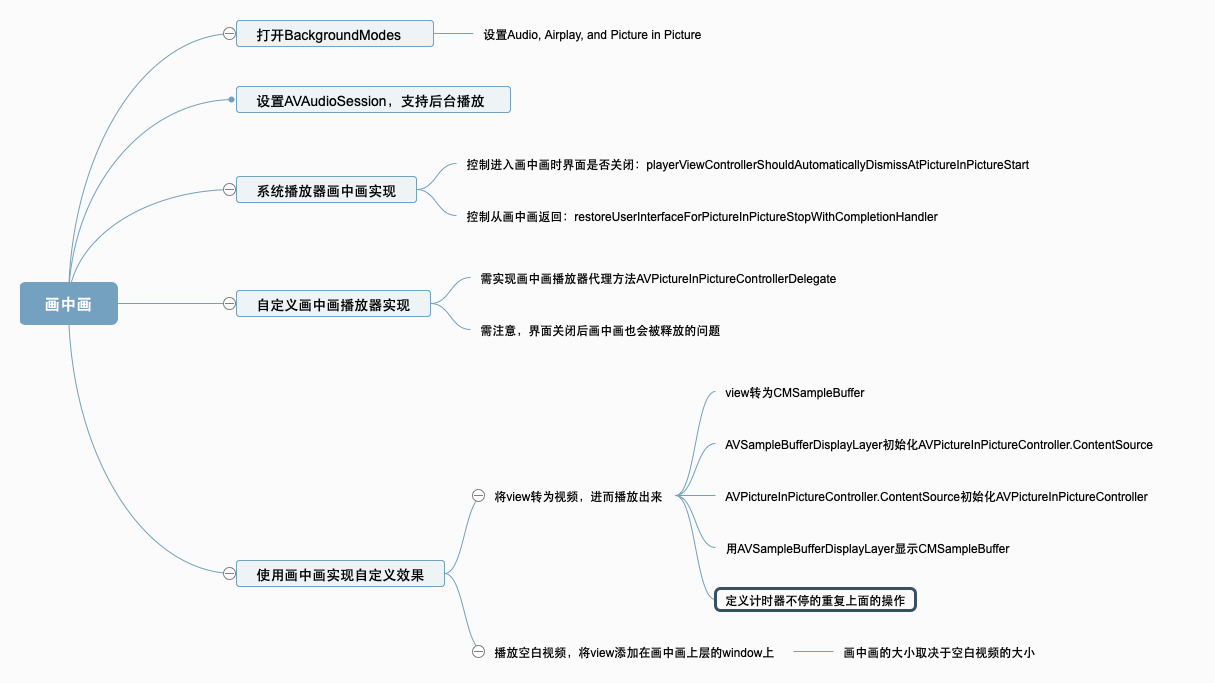 画中画
打开BackgroundModes
设置Audio, Airplay, and Picture in Picture
设置AVAudioSession，支持后台播放
系统播放器画中画实现
控制进入画中画时界面是否关闭：playerViewControllerShouldAutomaticallyDismissAtPictureInPictureStart
控制从画中画返回：restoreUserInterfaceForPictureInPictureStopWithCompletionHandler
自定义画中画播放器实现
需实现画中画播放器代理方法AVPictureInPictureControllerDelegate
需注意，界面关闭后画中画也会被释放的问题
使用画中画实现自定义效果
将view转为视频，进而播放出来
view转为CMSampleBuffer
AVSampleBufferDisplayLayer初始化AVPictureInPictureController.ContentSource
AVPictureInPictureController.ContentSource初始化AVPictureInPictureController
用AVSampleBufferDisplayLayer显示CMSampleBuffer
定义计时器不停的重复上面的操作
播放空白视频，将view添加在画中画上层的window上
画中画的大小取决于空白视频的大小